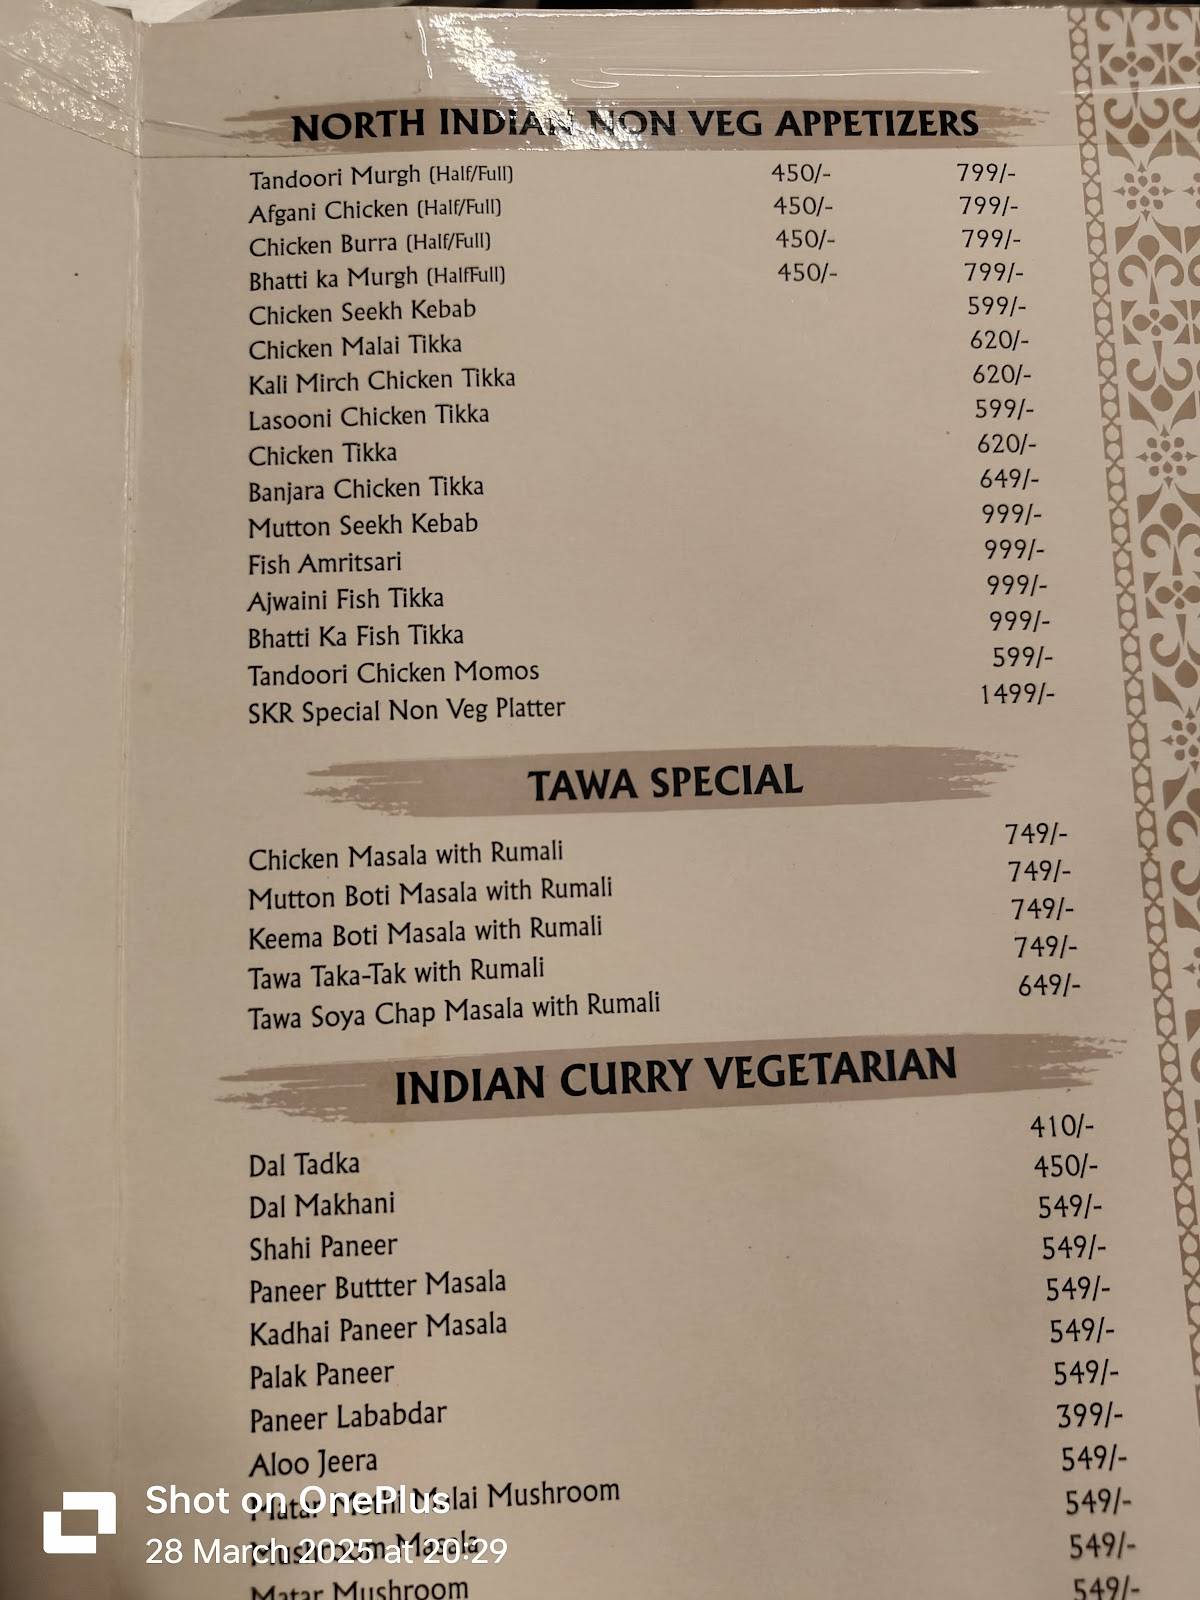 NORTH INDIAN NON VEG APPETIZERS
Tandoori Murgh (Half/Full) 450/- 799/-
Afgani Chicken (Half/Full) 450/- 799/-
Chicken Burra (Half/Full) 450/- 799/-
Bhatti ka Murgh (HalfFull) 450/- 799/-
Chicken Seekh Kebab 599/-
Chicken Malai Tikka 620/-
Kali Mirch Chicken Tikka 620/-
Lasooni Chicken Tikka 599/-
Chicken Tikka 620/-
Banjara Chicken Tikka 649/-
Mutton Seekh Kebab 999/-
Fish Amritsari 999/-
Ajwaini Fish Tikka 999/-
Bhatti Ka Fish Tikka 999/-
Tandoori Chicken Momos 599/-
SKR Special Non Veg Platter 1499/-
TAWA SPECIAL
Chicken Masala with Rumali 749/-
Mutton Boti Masala with Rumali 749/-
Keema Boti Masala with Rumali 749/-
Tawa Taka-Tak with Rumali 749/-
Tawa Soya Chap Masala with Rumali 649/-
INDIAN CURRY VEGETARIAN
Dal Tadka 410/-
Dal Makhani 450/-
Shahi Paneer 549/-
Paneer Buttter Masala 549/-
Kadhai Paneer Masala 549/-
Palak Paneer 549/-
Paneer Lababdar 549/-
Aloo Jeera 399/-
Matar Methi Malai Mushroom 549/-
Mushroom Masala 549/-
Matar Mushroom 549/-
549/-
Shot on OnePlus
28 March 2025 at 20:29